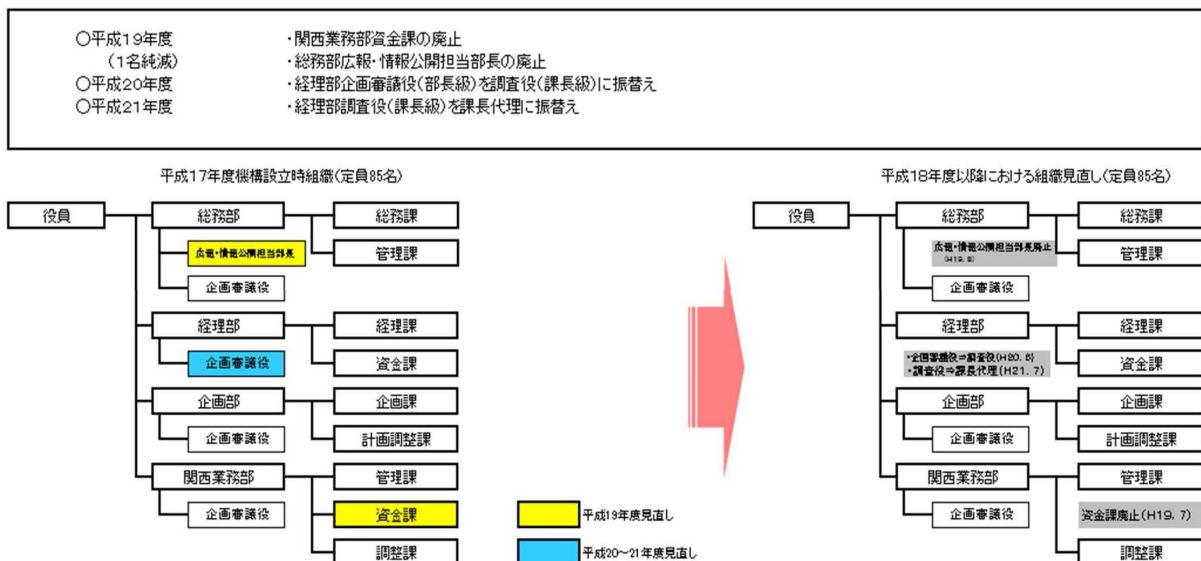 ○平成19年度 ・関西業務部資金課の廃止
(1名純減) ・総務部広報・情報公開担当部長の廃止
○平成20年度 ・経理部企画審議役(部長級)を調査役(課長級)に振替え
○平成21年度 ・経理部調査役(課長級)を課長代理に振替え
平成17年度機構設立時組織(定員85名)
役員
総務部
総務課
広報・情報公開担当部長
管理課
企画審議役
経理部
経理課
企画審議役
資金課
企画部
企画課
企画審議役
計画調整課
関西業務部
管理課
企画審議役
資金課
調整課
平成19年度見直し
平成20~21年度見直し
平成18年度以降における組織見直し(定員85名)
役員
総務部
総務課
広報・情報公開担当部長廃止
管理課
企画審議役
経理部
経理課
・企画審議役⇒調査役(H20.6)
・調査役⇒課長代理(H21.7)
資金課
企画部
企画課
企画審議役
計画調整課
関西業務部
管理課
企画審議役
資金課廃止(H19.7)
調整課